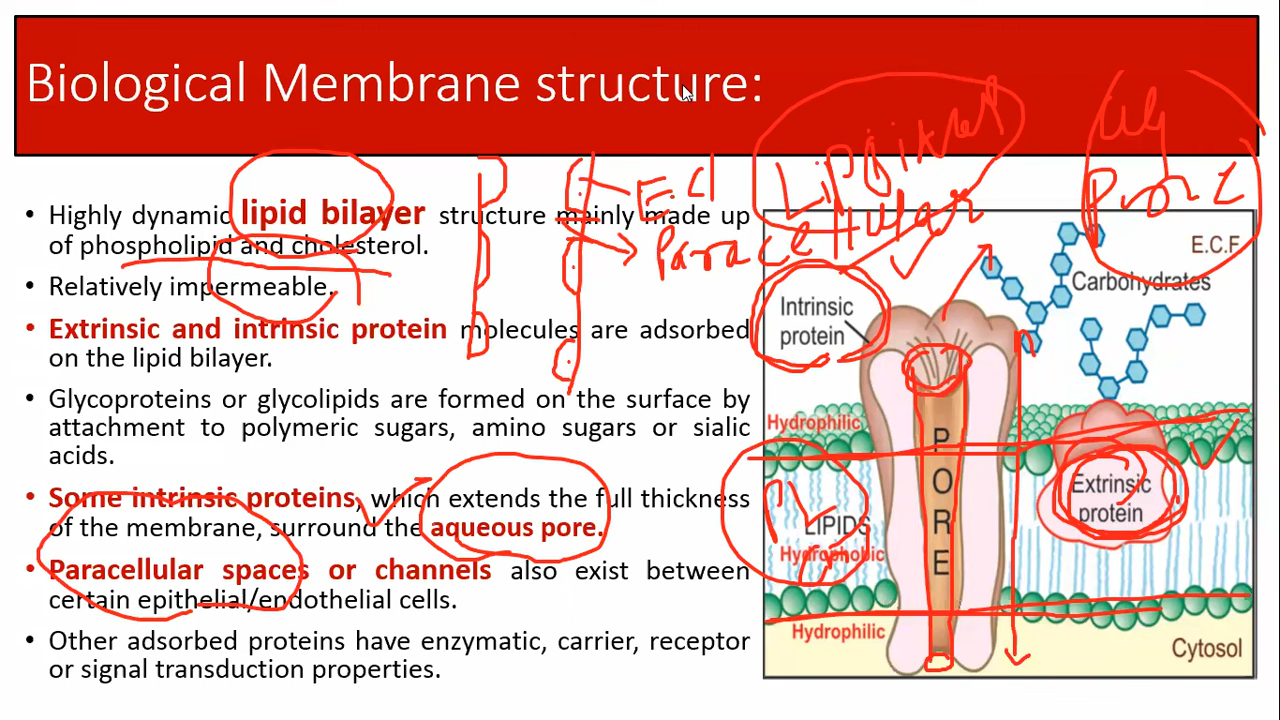 Biological Membrane structure:
• Highly dynamic lipid bilayer structure mainly made up
of phospholipid and cholesterol.
• Relatively impermeable.
• Extrinsic and intrinsic protein molecules are adsorbed
on the lipid bilayer.
• Glycoproteins or glycolipids are formed on the surface by
attachment to polymeric sugars, amino sugars or sialic
acids.
• Some intrinsic proteins, which extends the full thickness
of the membrane, surround the aqueous pore.
• Paracellular spaces or channels also exist between
certain epithelial/endothelial cells.
• Other adsorbed proteins have enzymatic, carrier, receptor
or signal transduction properties.
Paracellular
E.C.F
Carbohydrates
Intrinsic
protein
Hydrophilic
PORE
Extrinsic
protein
LIPIDS
Hydrophobic
Hydrophilic
Cytosol